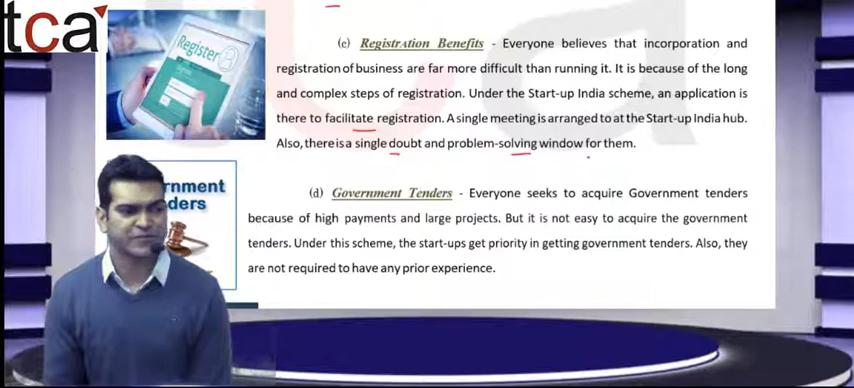 tca
Register
(c) Registration Benefits - Everyone believes that incorporation and
registration of business are far more difficult than running it. It is because of the long
and complex steps of registration. Under the Start-up India scheme, an application is
there to facilitate registration. A single meeting is arranged to at the Start-up India hub.
Also, there is a single doubt and problem-solving window for them.
rnment
ders
(d) Government Tenders - Everyone seeks to acquire Government tenders
because of high payments and large projects. But it is not easy to acquire the government
tenders. Under this scheme, the start-ups get priority in getting government tenders. Also, they
are not required to have any prior experience.